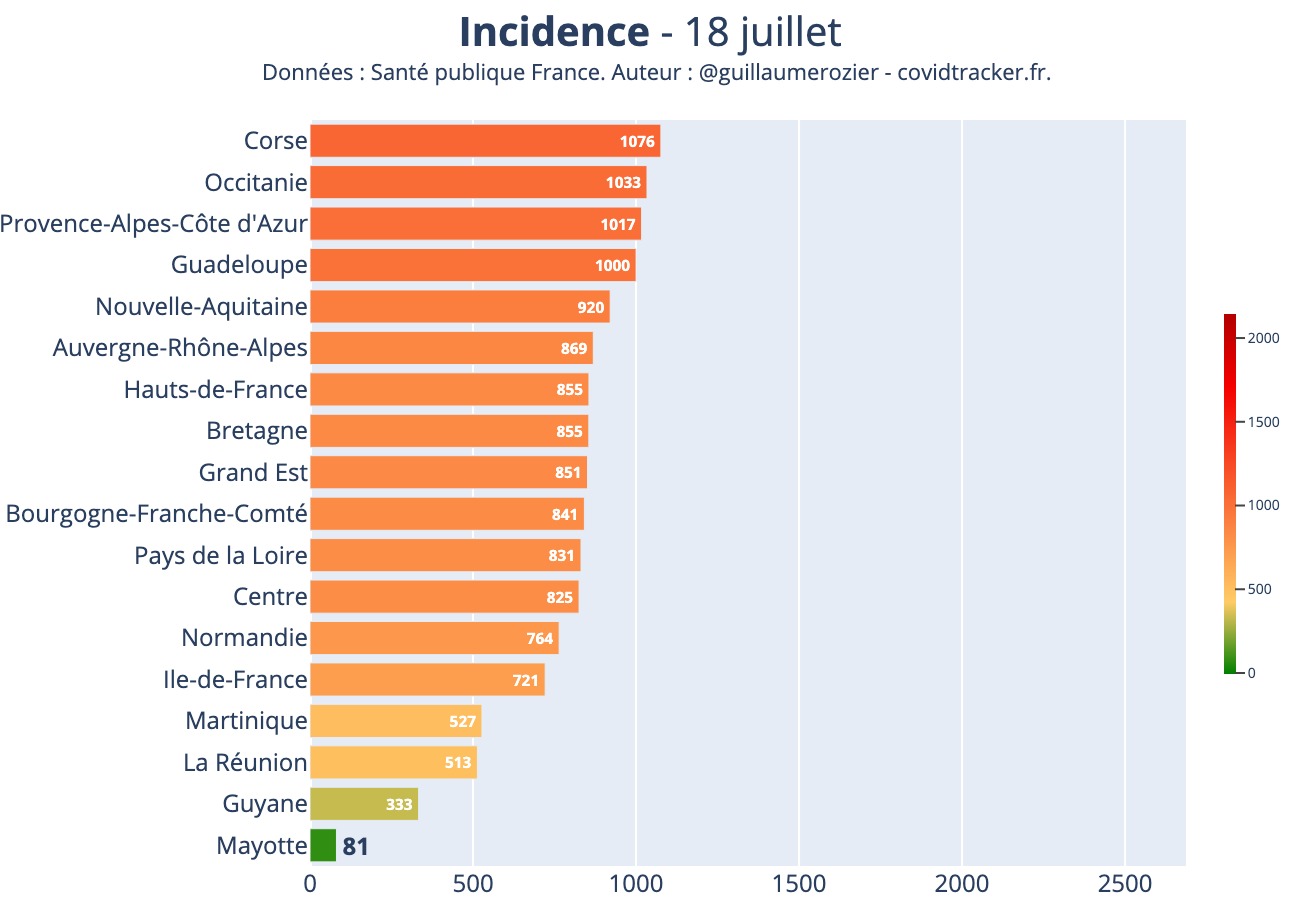 Incidence - 18 juillet
Données : Santé publique France. Auteur : @guillaumerozier - covidtracker.fr.
Corse 1076
Occitanie 1033
Provence-Alpes-Côte d'Azur 1017
Guadeloupe 1000
Nouvelle-Aquitaine 920
Auvergne-Rhône-Alpes 869
Hauts-de-France 855
Bretagne 855
Grand Est 851
Bourgogne-Franche-Comté 841
Pays de la Loire 831
Centre 825
Normandie 764
Ile-de-France 721
Martinique 527
La Réunion 513
Guyane 333
Mayotte 81
0 500 1000 1500 2000 2500
2000
1500
1000
500
0